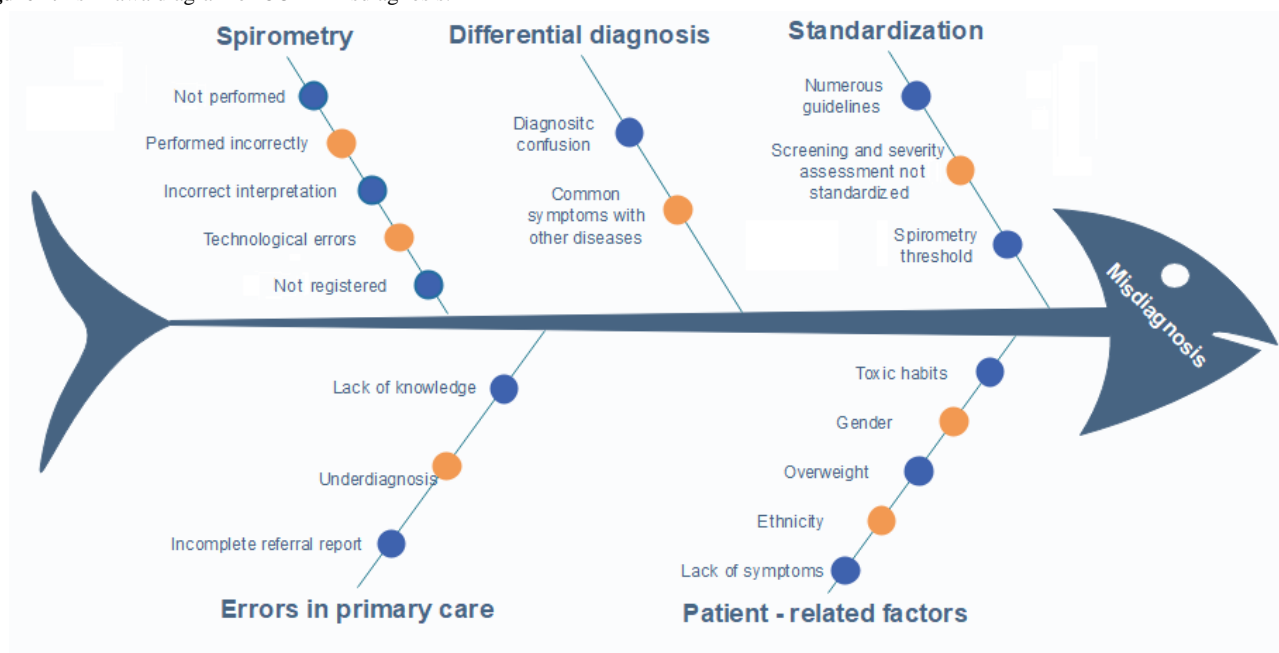 Spirometry
Not performed
Performed incorrectly
Incorrect interpretation
Technological errors
Not registered
Differential diagnosis
Diagnositc
confusion
Common
symptoms with
other diseases
Standardization
Numerous
guidelines
Screening and severity
assessment not
standardized
Spirometry
threshold
Misdiagnosis
Lack of knowledge
Underdiagnosis
Incomplete referral report
Errors in primary care
Toxic habits
Gender
Overweight
Ethnicity
Lack of symptoms
Patient - related factors